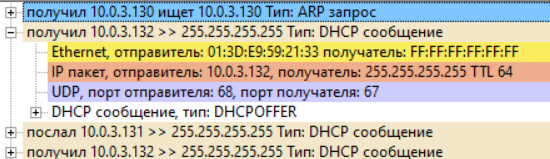 получил 10.0.3.130 ищет 10.0.3.130 Тип: ARP запрос
получил 10.0.3.132 >> 255.255.255.255 Тип: DHCP сообщение
Ethernet, отправитель: 01:3D:E9:59:21:33 получатель: FF:FF:FF:FF:FF:FF
IP пакет, отправитель: 10.0.3.132, получатель: 255.255.255.255 TTL 64
UDP, порт отправителя: 68, порт получателя: 67
DHCP сообщение, тип: DHCPOFFER
послал 10.0.3.131 >> 255.255.255.255 Тип: DHCP сообщение
получил 10.0.3.132 >> 255.255.255.255 Тип: DHCP сообщение